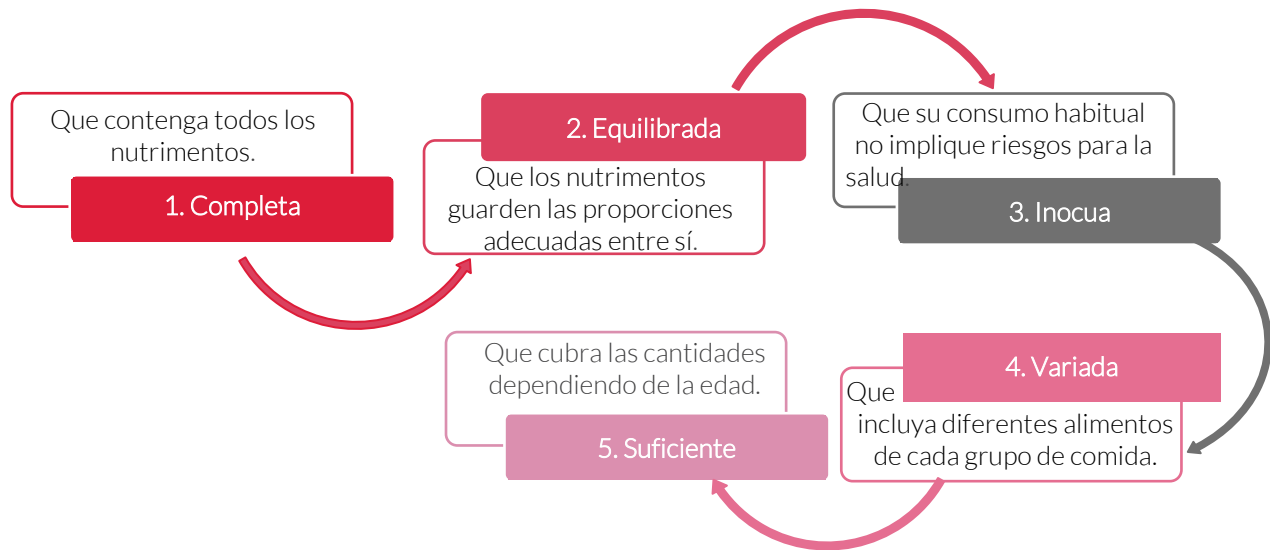 Que contenga todos los
nutrimentos.
1. Completa
2. Equilibrada
Que los nutrimentos
guarden las proporciones
adecuadas entre sí.
Que su consumo habitual
no implique riesgos para la
salud.
3. Inocua
4. Variada
Que
incluya diferentes alimentos
de cada grupo de comida.
Que cubra las cantidades
dependiendo de la edad.
5. Suficiente